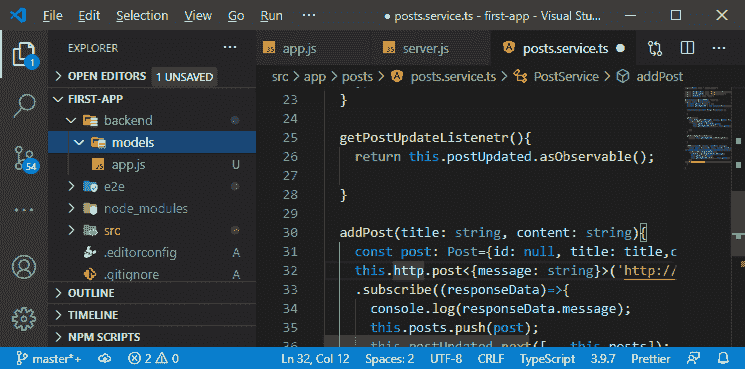 File Edit View Go Run ··· ● posts.service.ts - first-app - Visual Stu...
1
54
EXPLORER ···
OPEN EDITORS 1 UNSAVED
FIRST-APP
backend
models
app.js U
e2e
node_modules
src
.editorconfig A
.gitignore A
OUTLINE
TIMELINE
NPM SCRIPTS
app.js server.js posts.service.ts ● ···
src > app > posts > posts.service.ts > PostService > addPost
23 }
24
25 getPostUpdateListenetr(){
26 return this.postUpdated.asObservable();
27
28 }
29
30 addPost(title: string, content: string){
31 const post: Post={id: null, title: title,c
32 this.http.post<{message: string}>('http://
33 .subscribe((responseData)=>{
34 console.log(responseData.message);
35 this.posts.push(post);
36 this.postUpdated.next([...this.posts]);
master*+ 2 0 Ln 32, Col 12 Spaces: 2 UTF-8 CRLF TypeScript 3.9.7 Prettier